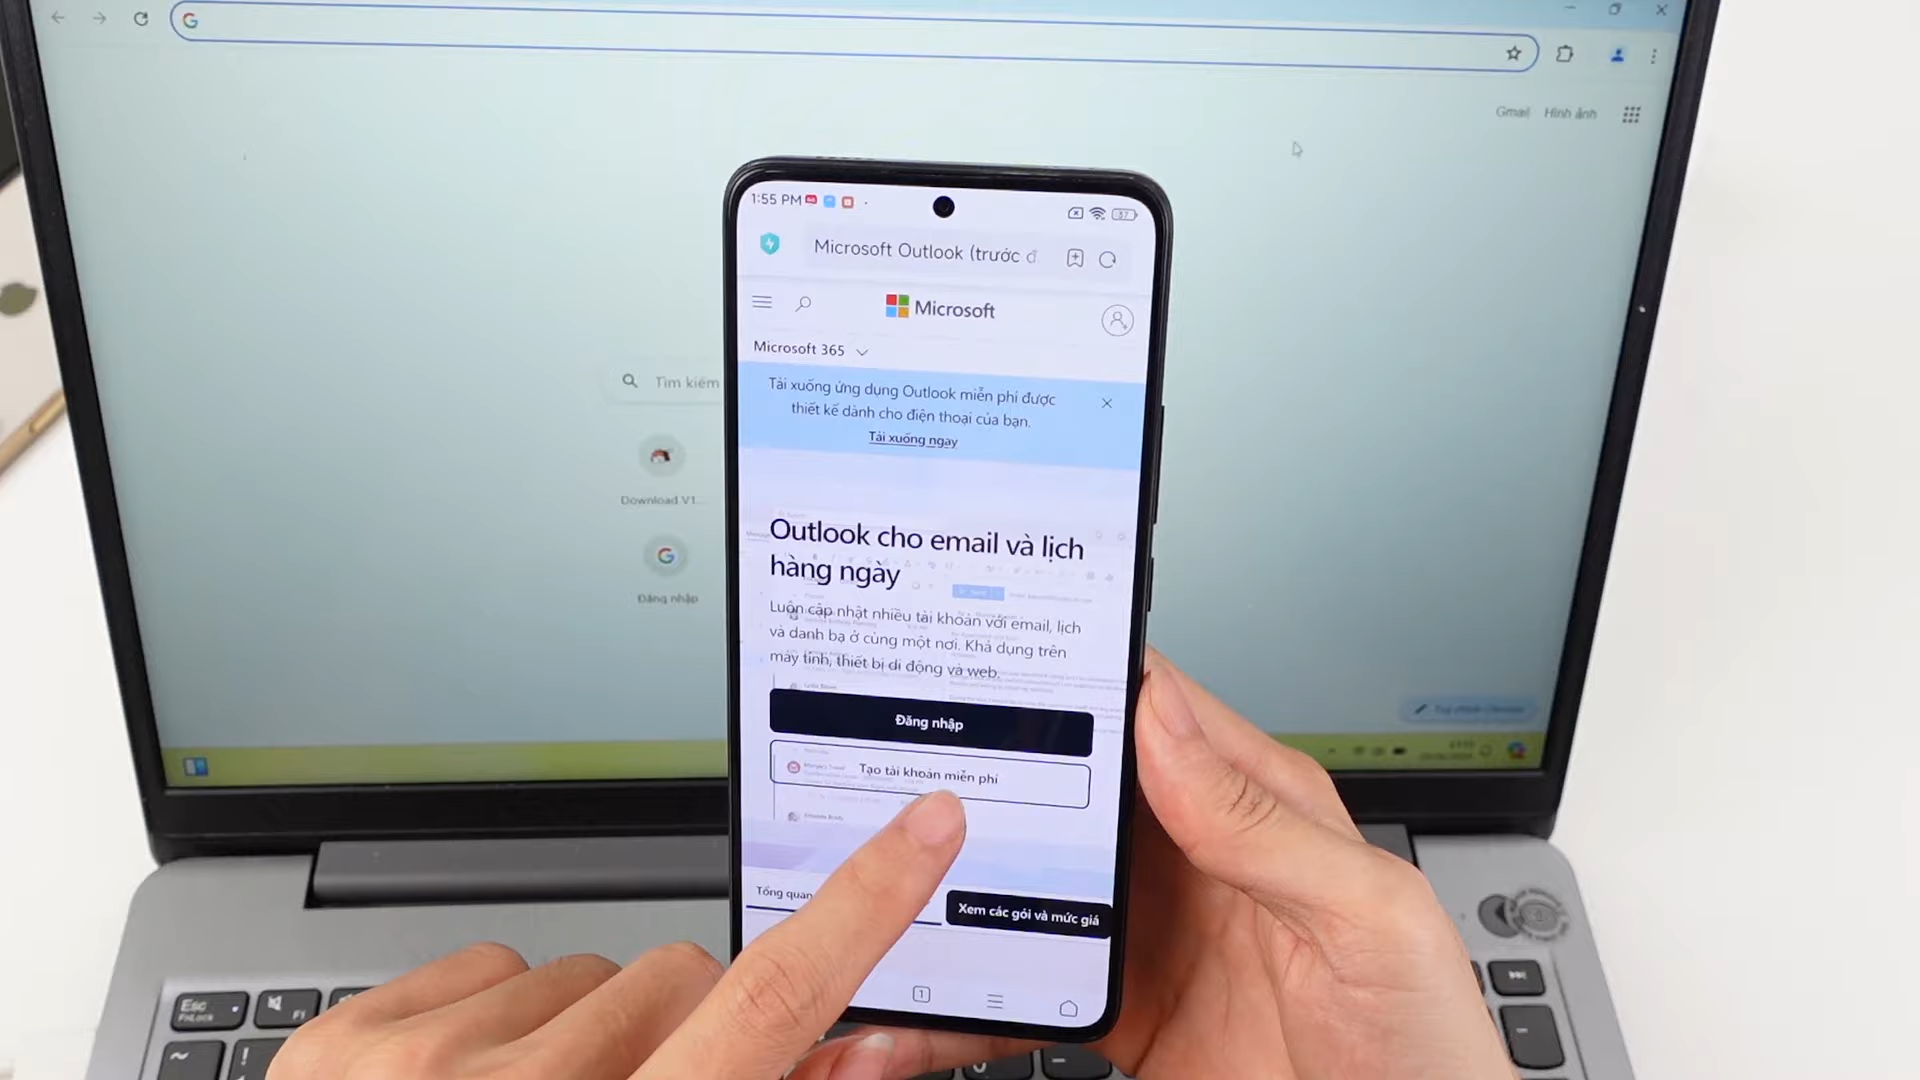 Gmail
Hình ảnh
Tìm kiếm
Download V1...
Đăng nhập
1:55 PM
57
Microsoft Outlook (trước đ
Microsoft
Microsoft 365
Tải xuống ứng dụng Outlook miễn phí được
thiết kế dành cho điện thoại của bạn.
Tải xuống ngay
Outlook cho email và lịch
hàng ngày
Luôn cập nhật nhiều tài khoản với email, lịch
và danh bạ ở cùng một nơi. Khả dụng trên
máy tính, thiết bị di động và web.
Đăng nhập
Tạo tài khoản miễn phí
Tổng quan
Xem các gói và mức giá
1
Esc
FnLock
F1
~
!